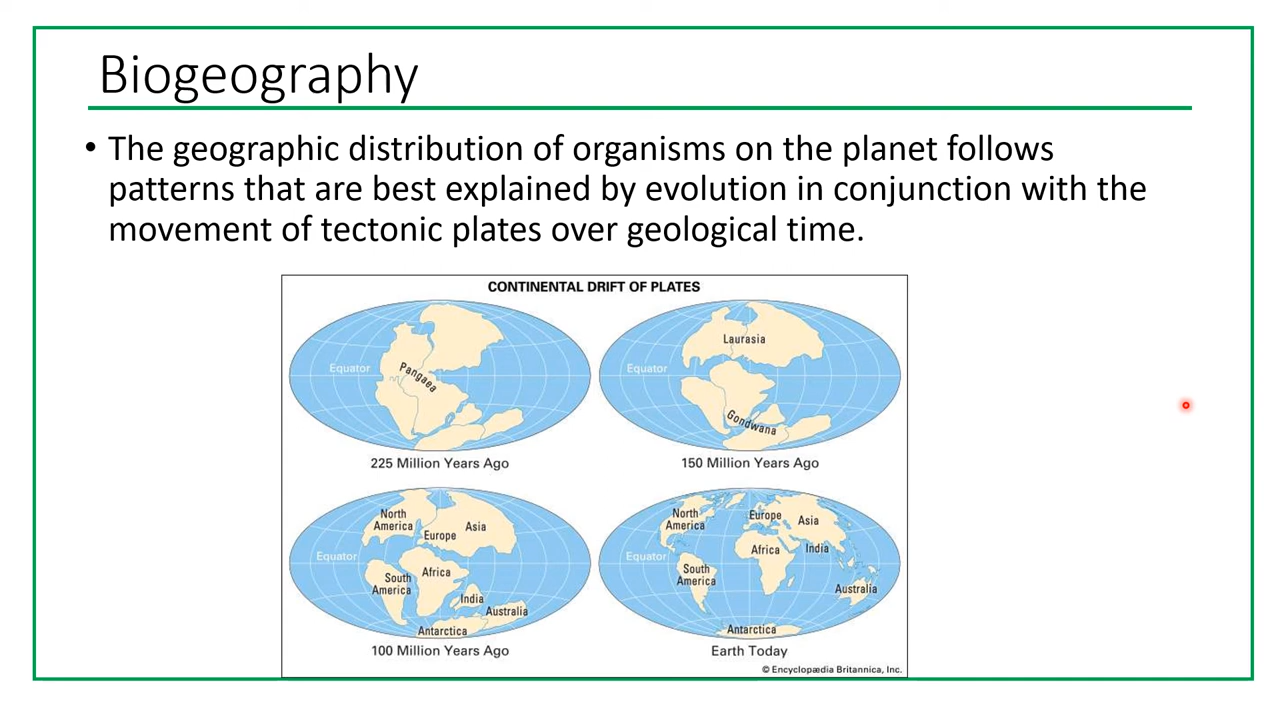 Biogeography
• The geographic distribution of organisms on the planet follows
patterns that are best explained by evolution in conjunction with the
movement of tectonic plates over geological time.
CONTINENTAL DRIFT OF PLATES
Equator
Pangaea
225 Million Years Ago
Laurasia
Equator
Gondwana
150 Million Years Ago
North
America
Asia
Europe
Equator
Africa
South
America
India
Australia
Antarctica
100 Million Years Ago
North
America
Europe
Asia
Equator
Africa
India
South
America
Australia
Antarctica
Earth Today
© Encyclopædia Britannica, Inc.